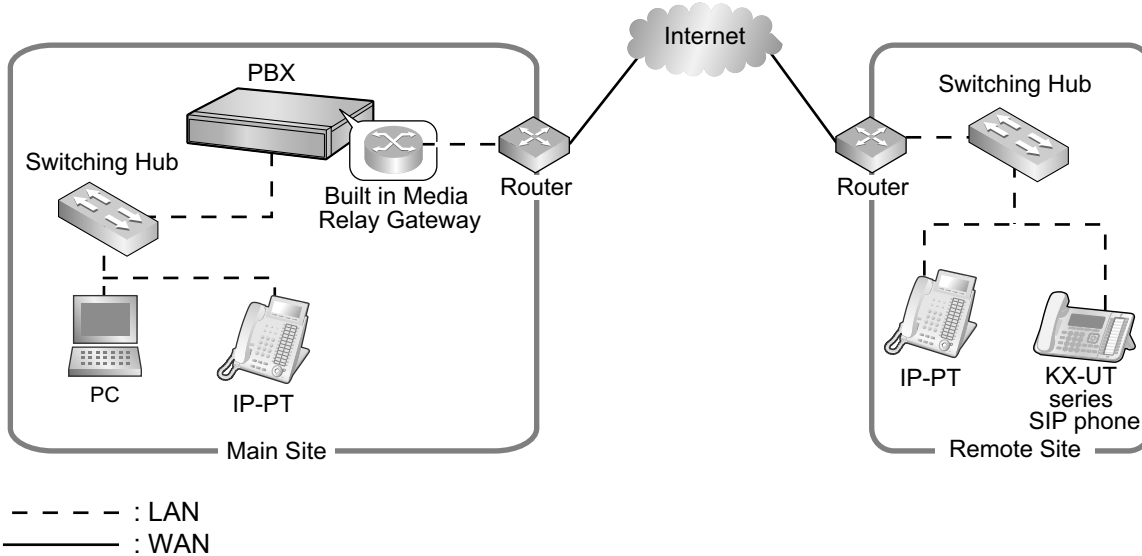 Internet
PBX
Switching Hub
Switching Hub
Built in Media
Relay Gateway
Router
Router
PC
IP-PT
IP-PT
KX-UT
series
SIP phone
Main Site
Remote Site
: LAN
: WAN